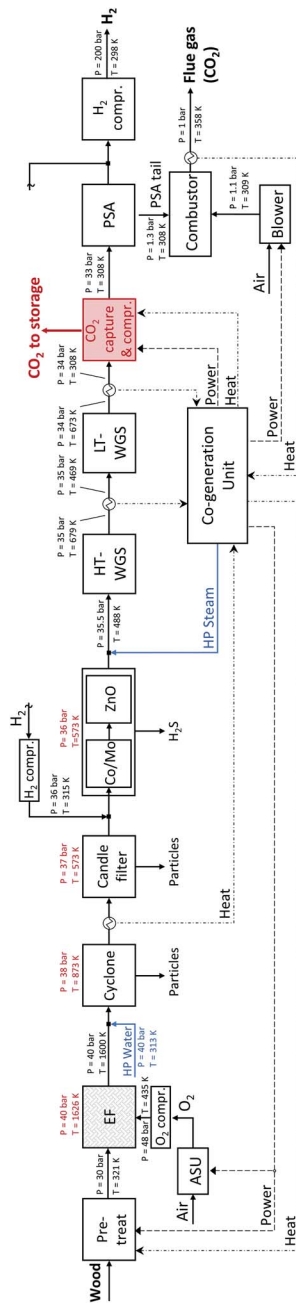 Wood
Pre-
treat
P = 30 bar
T = 321 K
P = 40 bar
T = 1626 K
EF
P = 48 bar
T = 435 K
O2 compr.
O2
Air
ASU
P = 40 bar
T = 1600 K
HP Water
P = 40 bar
T = 313 K
P = 38 bar
T = 873 K
Cyclone
Particles
P = 37 bar
T = 573 K
Candle
filter
Particles
H2
H2 compr.
P = 36 bar
T = 315 K
P = 36 bar
T=573 K
Co/Mo
ZnO
H2S
P = 35.5 bar
T = 488 K
HP Steam
HT-
WGS
P = 35 bar
T = 679 K
P = 35 bar
T = 469 K
LT-
WGS
P = 34 bar
T = 673 K
P = 34 bar
T = 308 K
CO2 to storage
CO2
capture
& compr.
P = 33 bar
T = 308 K
PSA
H2
compr.
P = 200 bar
T = 298 K
H2
PSA tail
P = 1.3 bar
T = 308 K
Combustor
P = 1 bar
T = 358 K
Flue gas
(CO2)
P = 1.1 bar
T = 309 K
Blower
Air
Co-generation
Unit
Power
Heat
Power
Heat
Heat
Power
Heat